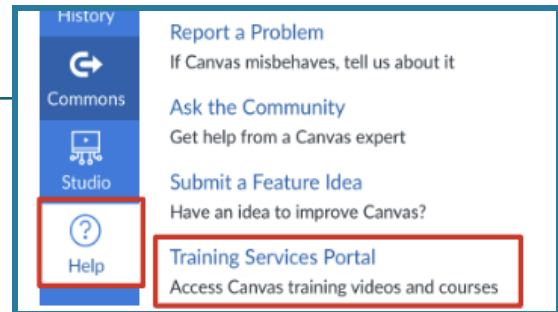 History
Commons
Studio
Help
Report a Problem
If Canvas misbehaves, tell us about it
Ask the Community
Get help from a Canvas expert
Submit a Feature Idea
Have an idea to improve Canvas?
Training Services Portal
Access Canvas training videos and courses